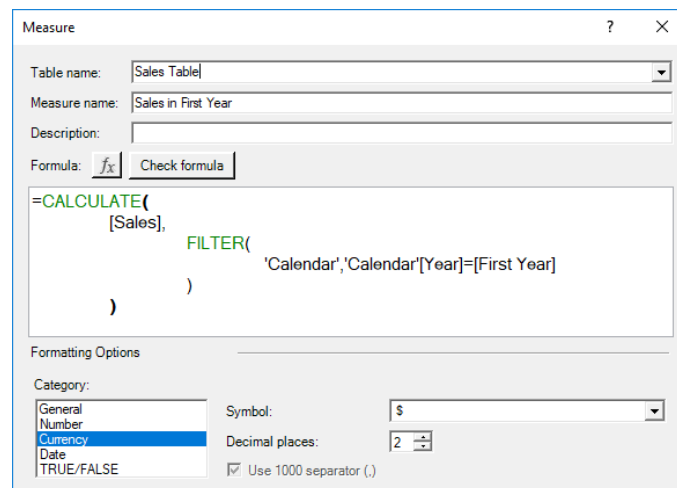 Measure ? X
Table name: Sales Table
Measure name: Sales in First Year
Description:
Formula: fx Check formula
=CALCULATE(
[Sales],
FILTER(
'Calendar','Calendar'[Year]=[First Year]
)
)
Formatting Options
Category:
General
Number
Currency
Date
TRUE/FALSE
Symbol: $
Decimal places: 2
Use 1000 separator (,)